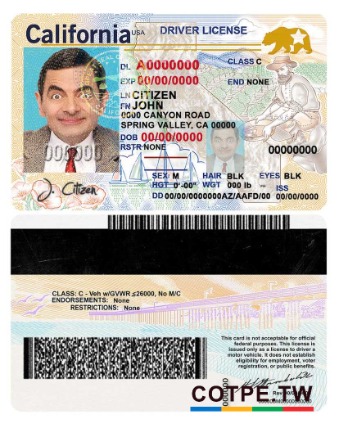 California USA DRIVER LICENSE
DL A0000000 CLASS C
EXP 00/00/0000 END NONE
LN CITIZEN
FN JOHN
0000 CANYON ROAD
SPRING VALLEY, CA 00000
DOB 00/00/0000
RSTR NONE
000000
00000000
SEX M HAIR BLK EYES BLK
HGT 0'-00" WGT 000 lb
ISS
DD 00/00/0000000AZ/AAFD/00 00/00/0000
J. Citizen
CLASS: C - Veh w/GVWR ≤26000, No M/C
ENDORSEMENTS: None
RESTRICTIONS: None
This card is not acceptable for official
federal purposes. This license is
issued only as a license to drive a
motor vehicle. It does not establish
eligibility for employment, voter
registration, or public benefits.
COTPE.TW